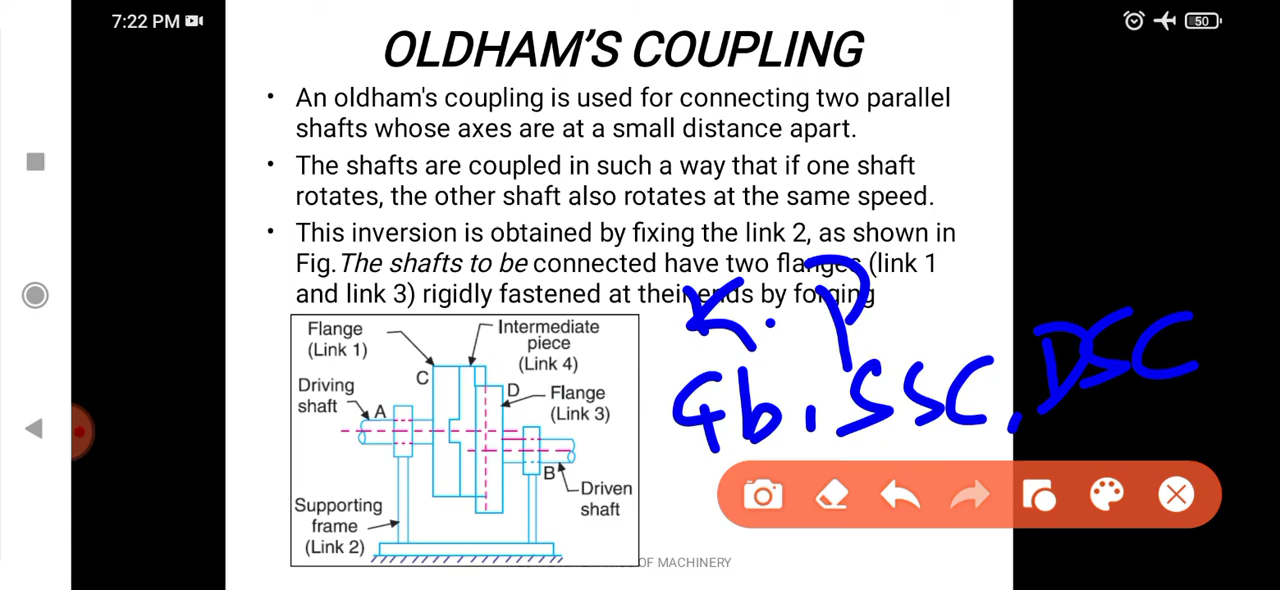 7:22 PM
50
OLDHAM'S COUPLING
• An oldham's coupling is used for connecting two parallel
shafts whose axes are at a small distance apart.
• The shafts are coupled in such a way that if one shaft
rotates, the other shaft also rotates at the same speed.
• This inversion is obtained by fixing the link 2, as shown in
Fig. The shafts to be connected have two flanges (link 1
and link 3) rigidly fastened at their ends by forging
K. P
4b, SSC, DSC
Flange
(Link 1)
Intermediate
piece
(Link 4)
C
D
Flange
(Link 3)
Driving
shaft
A
B
Driven
shaft
Supporting
frame
(Link 2)
OF MACHINERY